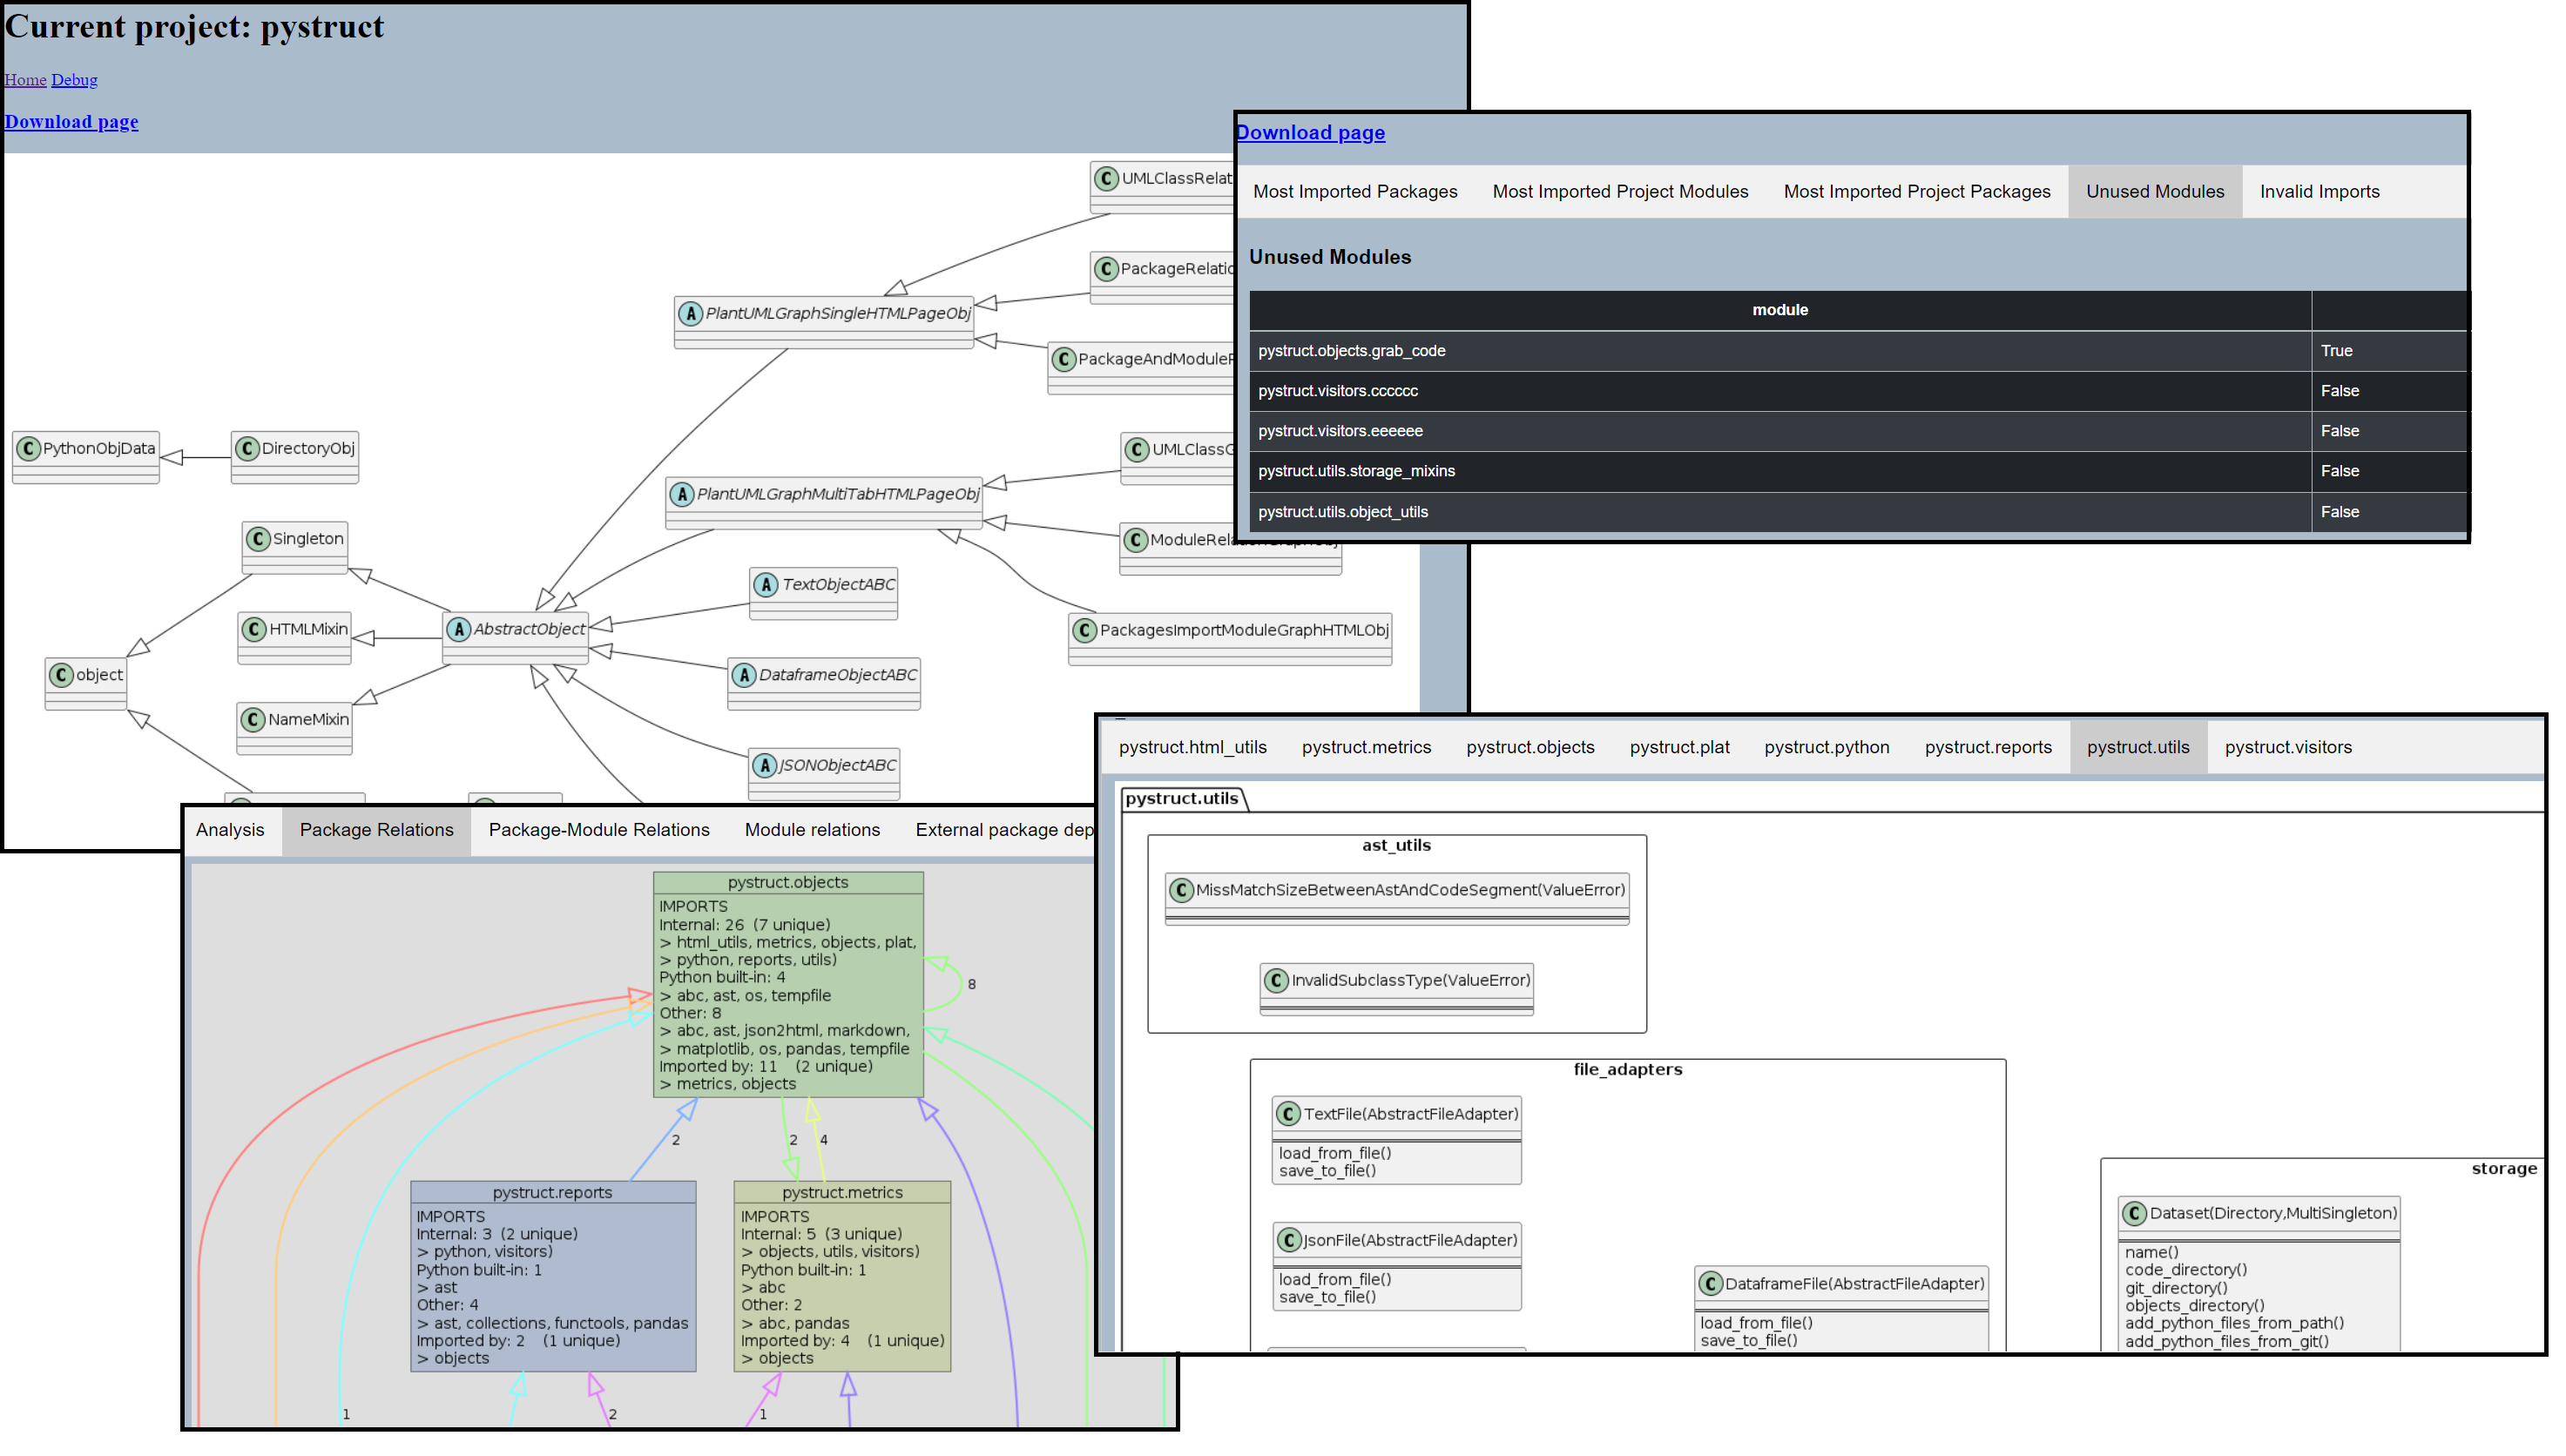 Current project: pystruct
Home Debug
Download page
C UMLClassRelat
C PackageRelatio
A PlantUMLGraphSingleHTMLPageObj
C PackageAndModuleR
C PythonObjData
C DirectoryObj
C UMLClassG
A PlantUMLGraphMultiTabHTMLPageObj
C Singleton
C ModuleRelationGraphObj
A TextObjectABC
C HTMLMixin
A AbstractObject
C PackagesImportModuleGraphHTMLObj
C object
A DataframeObjectABC
C NameMixin
A JSONObjectABC
Download page
Most Imported Packages Most Imported Project Modules Most Imported Project Packages Unused Modules Invalid Imports
Unused Modules
module
pystruct.objects.grab_code True
pystruct.visitors.cccccc False
pystruct.visitors.eeeeee False
pystruct.utils.storage_mixins False
pystruct.utils.object_utils False
Analysis Package Relations Package-Module Relations Module relations External package dep
pystruct.objects
IMPORTS
Internal: 26 (7 unique)
> html_utils, metrics, objects, plat,
> python, reports, utils)
Python built-in: 4
> abc, ast, os, tempfile
Other: 8
> abc, ast, json2html, markdown,
> matplotlib, os, pandas, tempfile
Imported by: 11 (2 unique)
> metrics, objects
8
2
2
4
pystruct.reports
IMPORTS
Internal: 3 (2 unique)
> python, visitors)
Python built-in: 1
> ast
Other: 4
> ast, collections, functools, pandas
Imported by: 2 (1 unique)
> objects
pystruct.metrics
IMPORTS
Internal: 5 (3 unique)
> objects, utils, visitors)
Python built-in: 1
> abc
Other: 2
> abc, pandas
Imported by: 4 (1 unique)
> objects
1
2
1
pystruct.html_utils pystruct.metrics pystruct.objects pystruct.plat pystruct.python pystruct.reports pystruct.utils pystruct.visitors
pystruct.utils
ast_utils
C MissMatchSizeBetweenAstAndCodeSegment(ValueError)
C InvalidSubclassType(ValueError)
file_adapters
C TextFile(AbstractFileAdapter)
load_from_file()
save_to_file()
C JsonFile(AbstractFileAdapter)
load_from_file()
save_to_file()
C DataframeFile(AbstractFileAdapter)
load_from_file()
save_to_file()
storage
C Dataset(Directory,MultiSingleton)
name()
code_directory()
git_directory()
objects_directory()
add_python_files_from_path()
add_python_files_from_git()